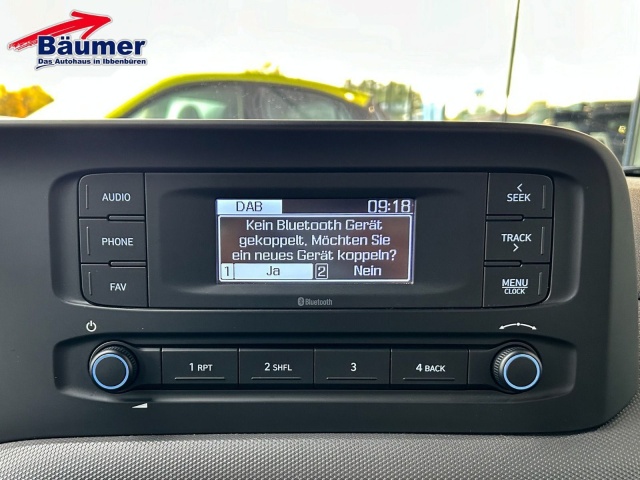 Bäumer
Das Autohaus in Ibbenbüren
AUDIO
PHONE
FAV
DAB 09:18
Kein Bluetooth Gerät
gekoppelt, Möchten Sie
ein neues Gerät koppeln?
1 Ja 2 Nein
Bluetooth
< SEEK
TRACK >
MENU
CLOCK
1 RPT
2 SHFL
3
4 BACK